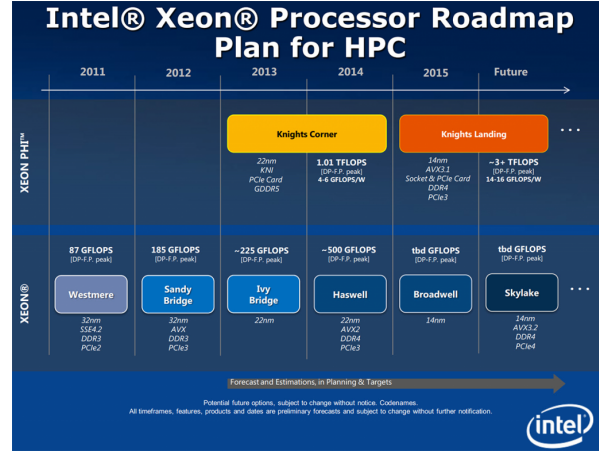 Intel® Xeon® Processor Roadmap
Plan for HPC
2011 2012 2013 2014 2015 Future
XEON PHI™
Knights Corner Knights Landing ...
22nm 1.01 TFLOPS 14nm ~3+ TFLOPS
KNI [DP-F.P. peak] AVX3.1 [DP-F.P. peak]
PCIe Card 4-6 GFLOPS/W Socket & PCIe Card 14-16 GFLOPS/W
GDDR5 DDR4
PCIe3
XEON®
87 GFLOPS 185 GFLOPS ~225 GFLOPS ~500 GFLOPS tbd GFLOPS tbd GFLOPS
[DP-F.P. peak] [DP-F.P. peak] [DP-F.P. peak] [DP-F.P. peak] [DP-F.P. peak] [DP-F.P. peak]
Westmere Sandy Bridge Ivy Bridge Haswell Broadwell Skylake ...
32nm 32nm 22nm 22nm 14nm 14nm
SSE4.2 AVX AVX2 AVX3.2
DDR3 DDR3 DDR4 DDR4
PCIe2 PCIe3 PCIe3 PCIe4
Forecast and Estimations, in Planning & Targets
Potential future options, subject to change without notice. Codenames.
All timeframes, features, products and dates are preliminary forecasts and subject to change without further notification.
intel®